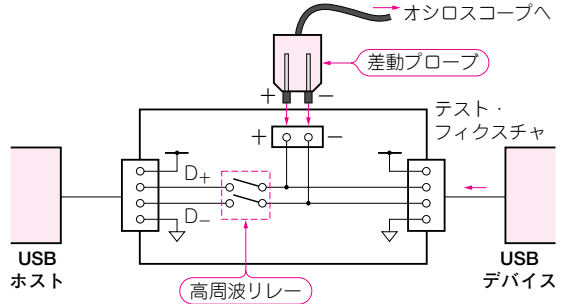 オシロスコープへ
差動プローブ
+ −
テスト・
フィクスチャ
+ −
D+
D−
USB
ホスト
USB
デバイス
高周波リレー